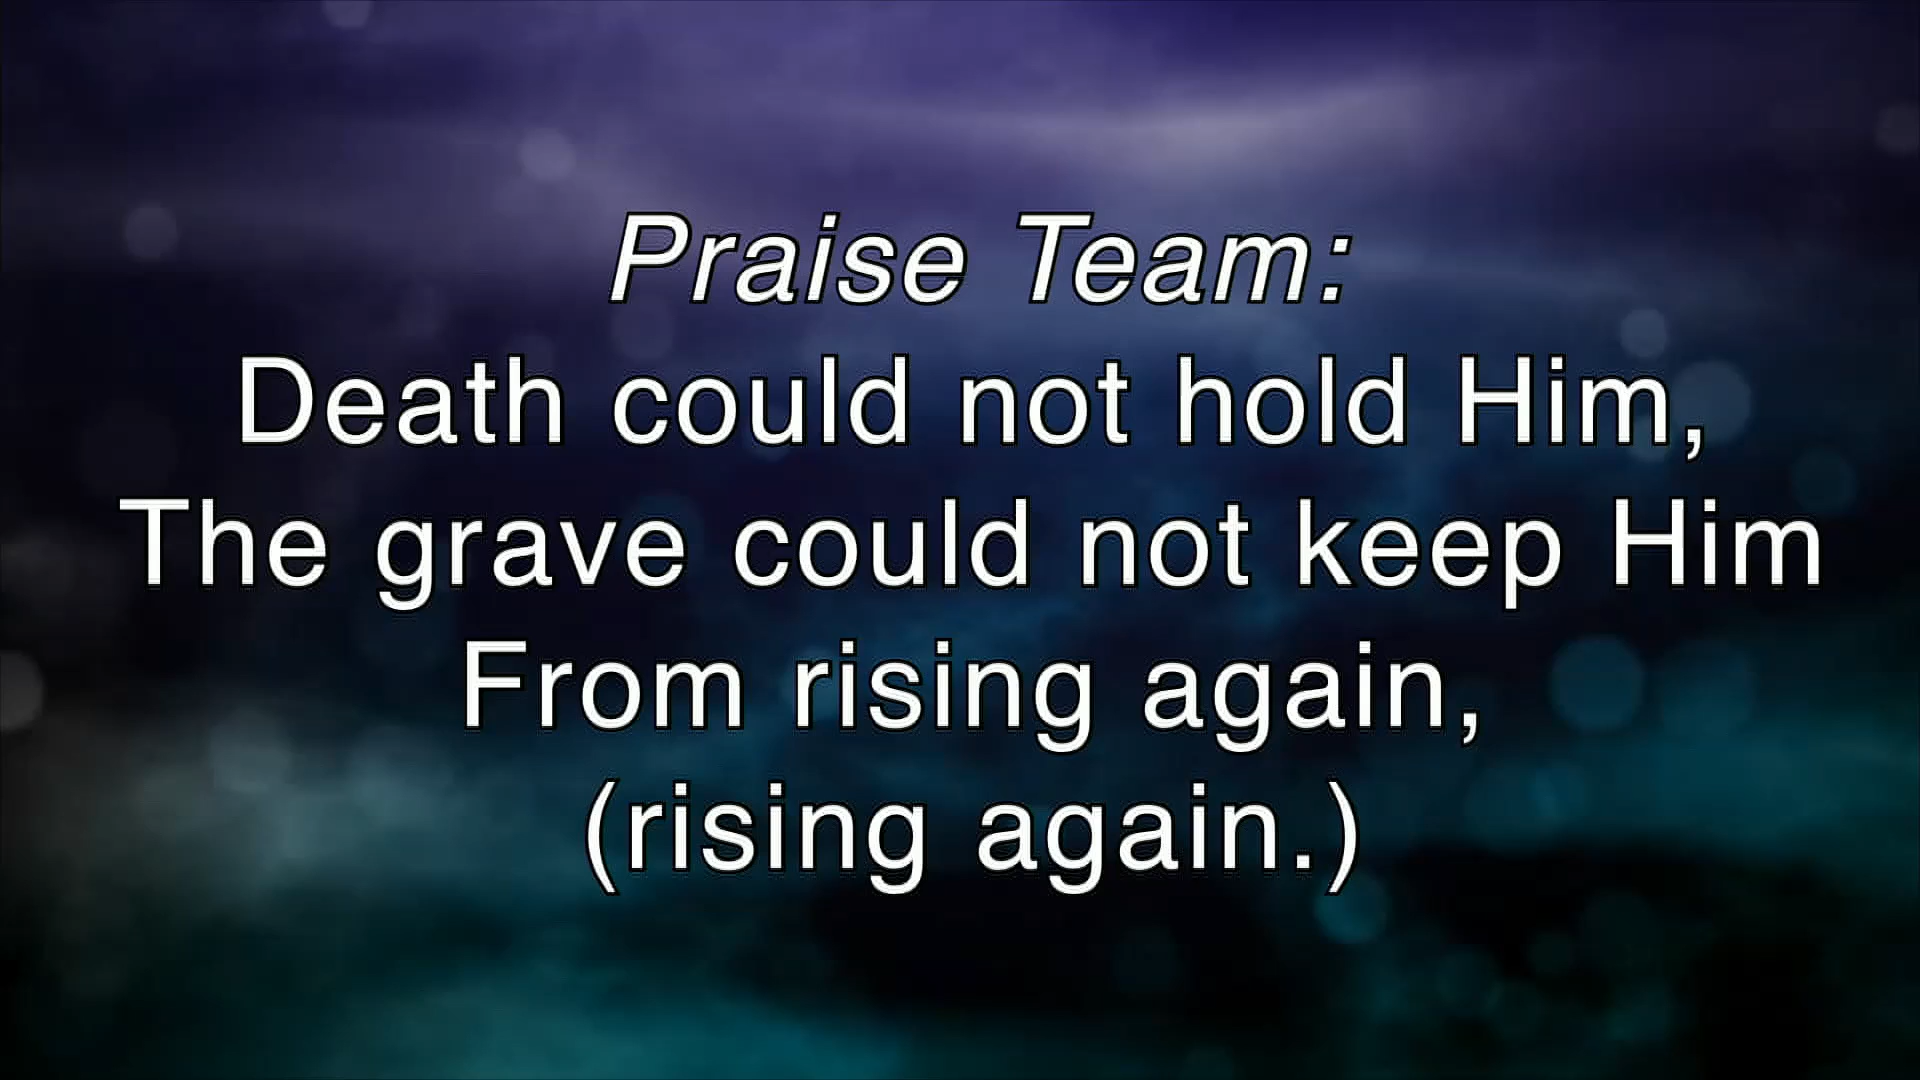 Praise Team:
Death could not hold Him,
The grave could not keep Him
From rising again,
(rising again.)